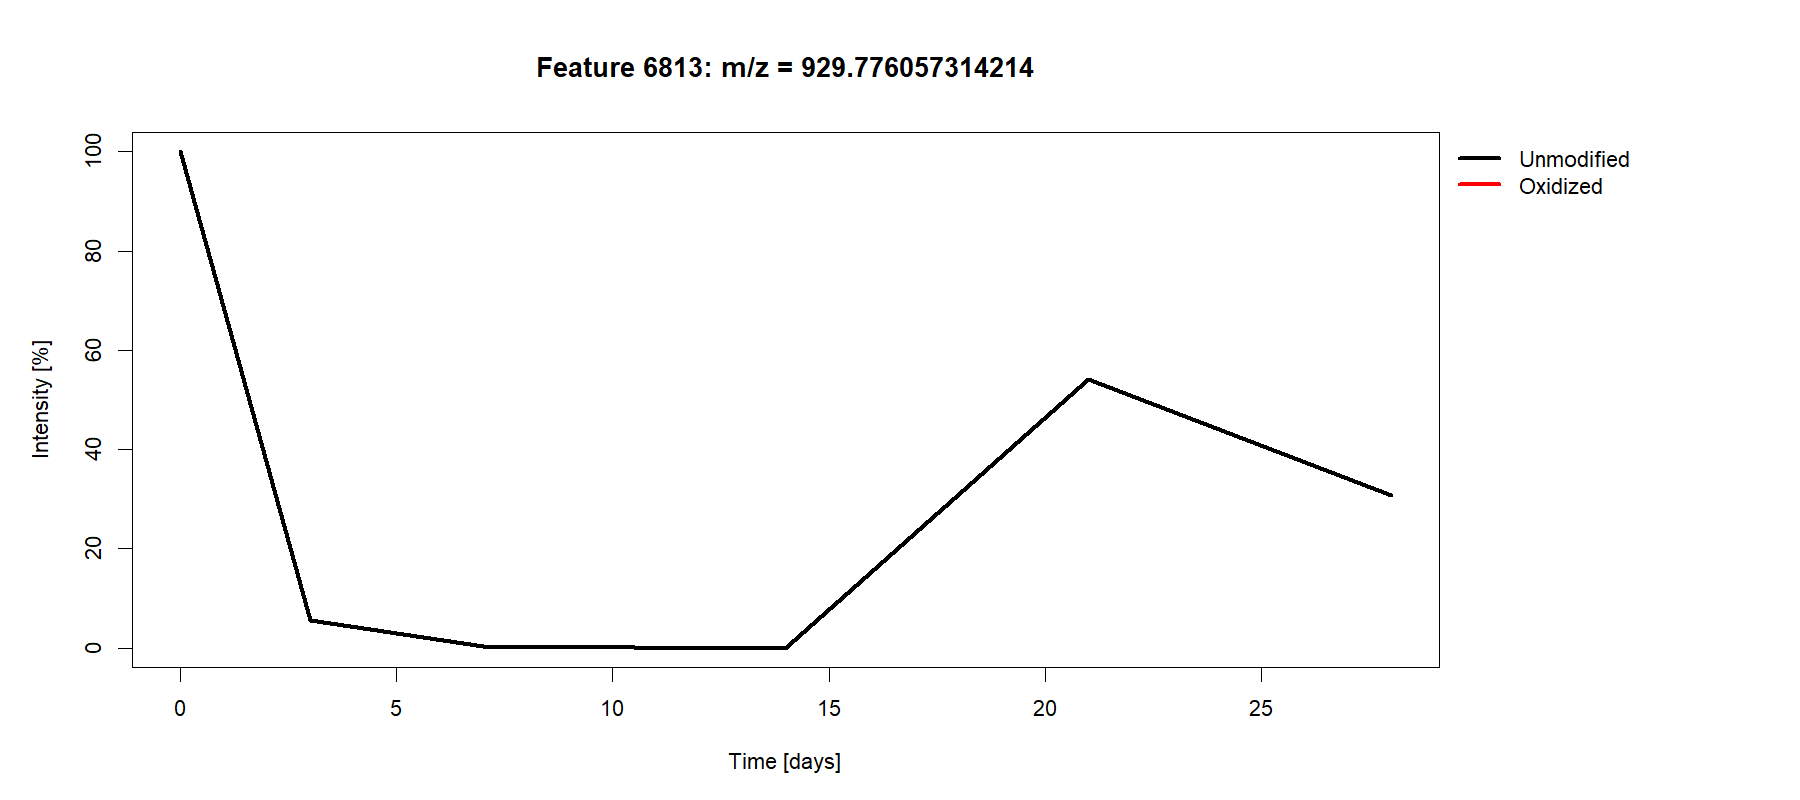 Feature 6813: m/z = 929.776057314214
Unmodified
Oxidized
Intensity [%]
100
80
60
40
20
0
0 5 10 15 20 25
Time [days]